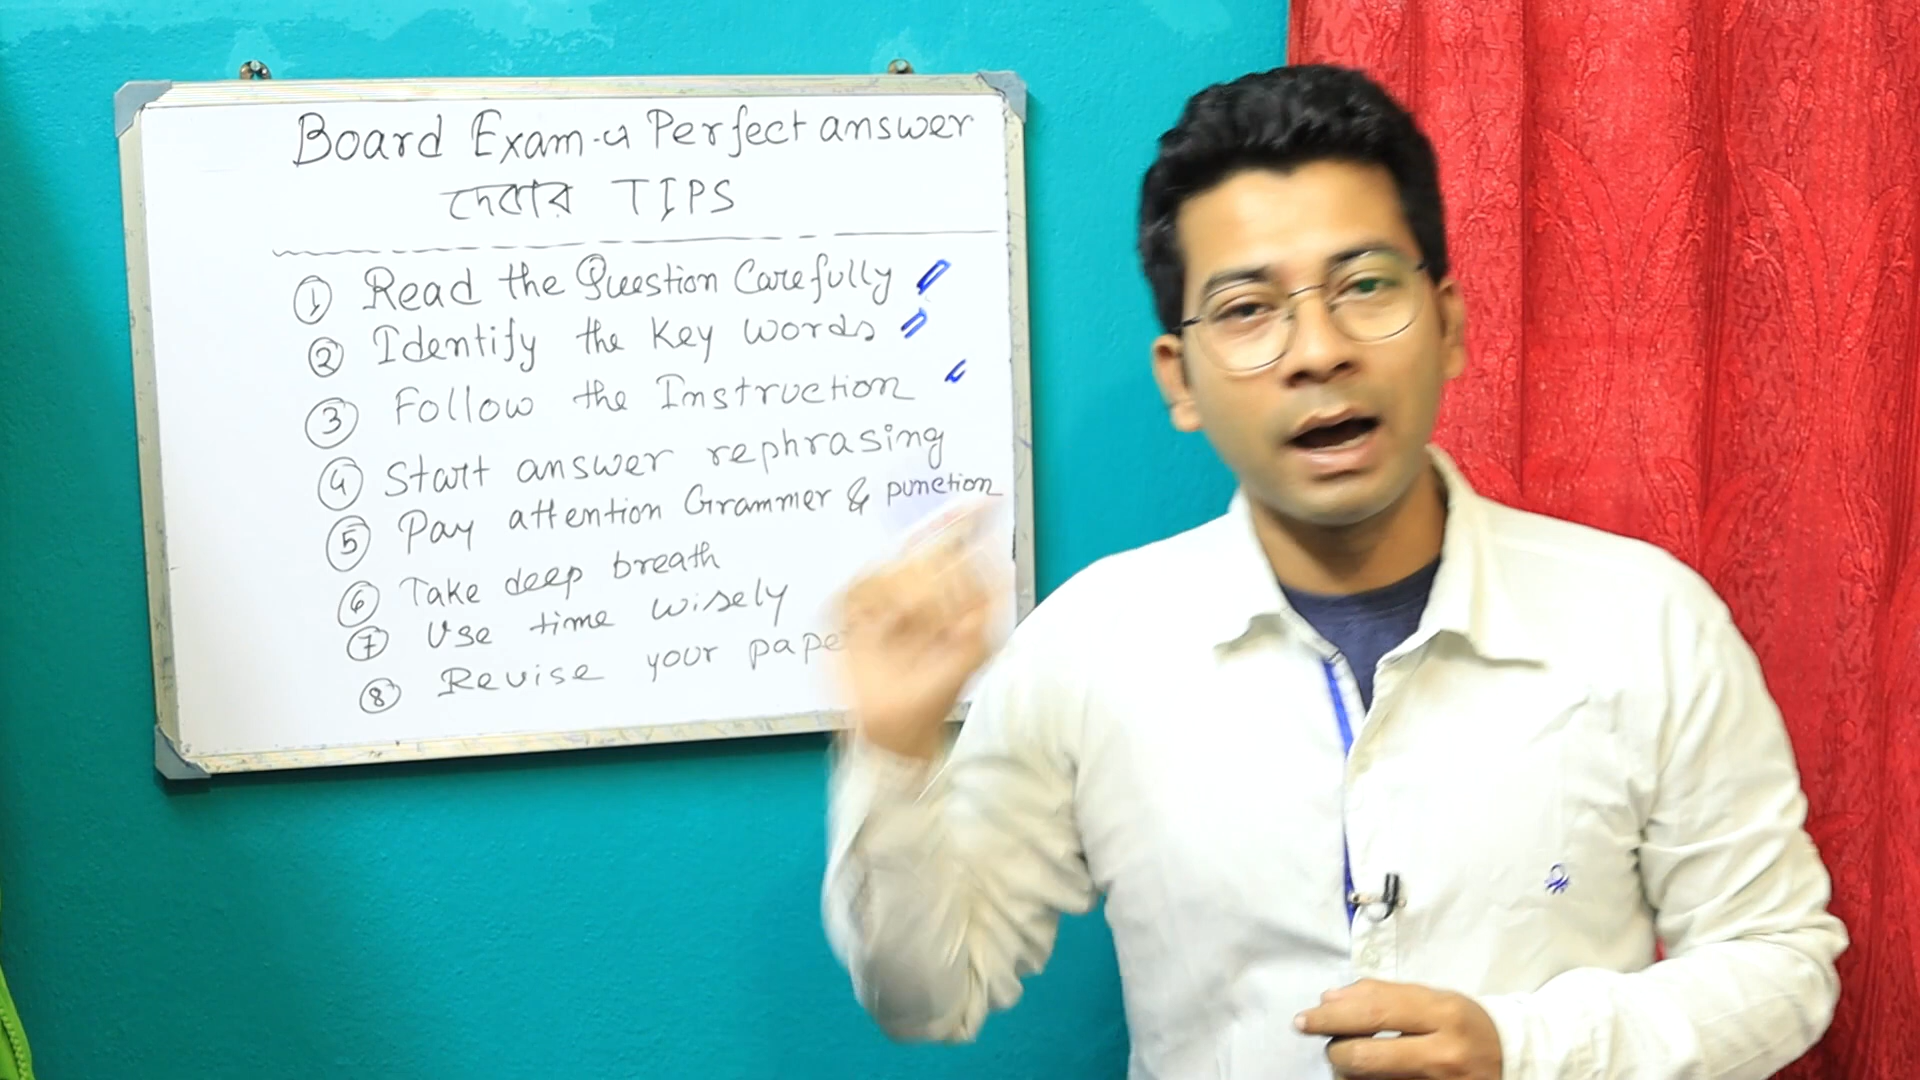 Board Exam-এ Perfect answer
দেবার TIPS
① Read the Question Carefully
② Identify the Key words
③ Follow the Instruction
④ Start answer rephrasing
⑤ Pay attention Grammer & punction
⑥ Take deep breath
⑦ Use time wisely
⑧ Revise your pape